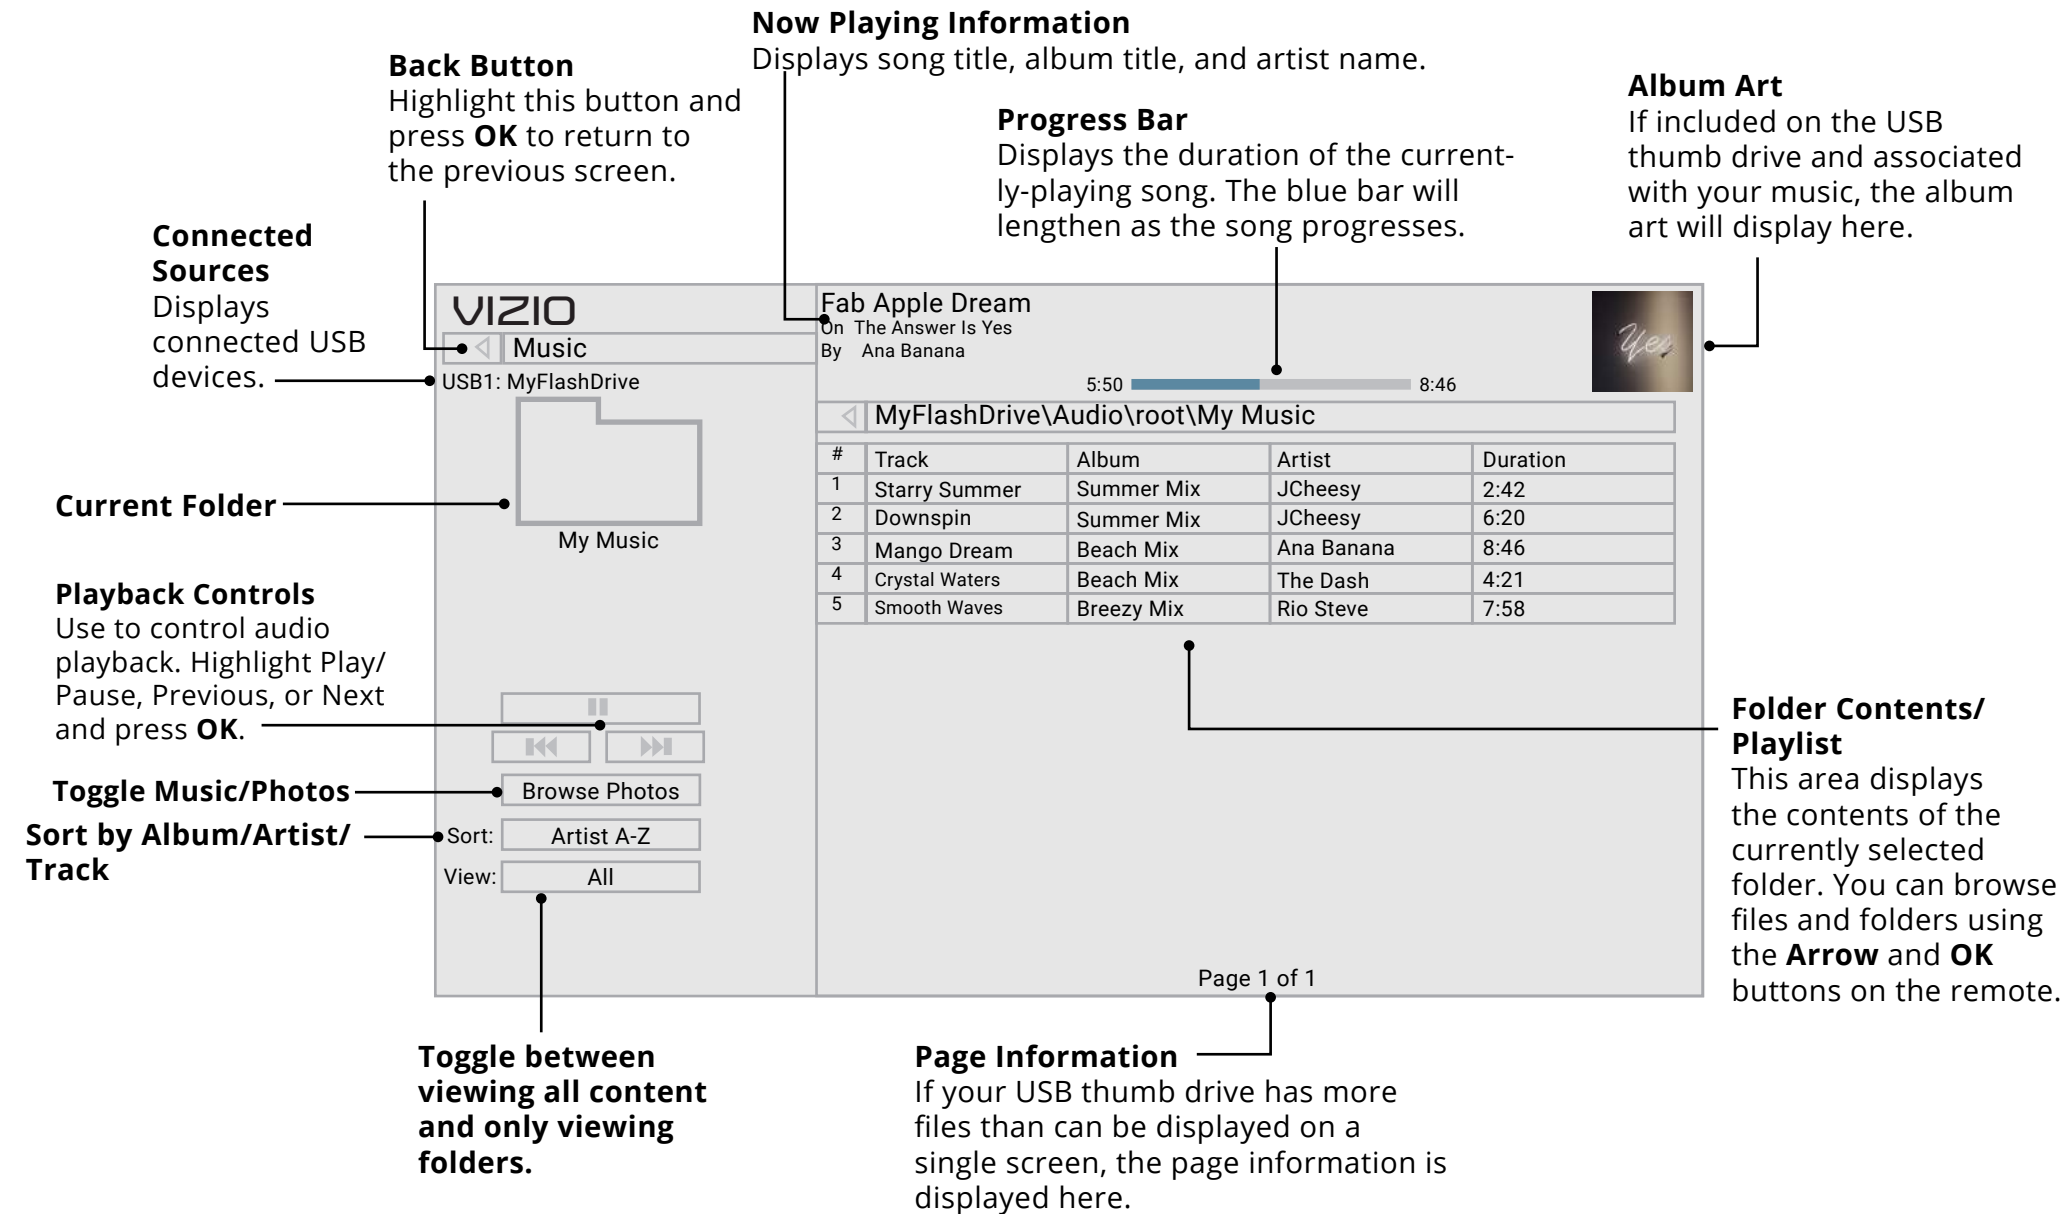 Now Playing Information
Displays song title, album title, and artist name.
Back Button
Highlight this button and
press OK to return to
the previous screen.
Progress Bar
Displays the duration of the current-
ly-playing song. The blue bar will
lengthen as the song progresses.
Album Art
If included on the USB
thumb drive and associated
with your music, the album
art will display here.
Connected
Sources
Displays
connected USB
devices.
VIZIO
Music
USB1: MyFlashDrive
My Music
Fab Apple Dream
On The Answer Is Yes
By Ana Banana
5:50 8:46
Yes
MyFlashDrive\Audio\root\My Music
# Track Album Artist Duration
1 Starry Summer Summer Mix JCheesy 2:42
2 Downspin Summer Mix JCheesy 6:20
3 Mango Dream Beach Mix Ana Banana 8:46
4 Crystal Waters Beach Mix The Dash 4:21
5 Smooth Waves Breezy Mix Rio Steve 7:58
Current Folder
Playback Controls
Use to control audio
playback. Highlight Play/
Pause, Previous, or Next
and press OK.
Toggle Music/Photos
Browse Photos
Sort by Album/Artist/
Track
Sort: Artist A-Z
View: All
Folder Contents/
Playlist
This area displays
the contents of the
currently selected
folder. You can browse
files and folders using
the Arrow and OK
buttons on the remote.
Page 1 of 1
Toggle between
viewing all content
and only viewing
folders.
Page Information
If your USB thumb drive has more
files than can be displayed on a
single screen, the page information is
displayed here.